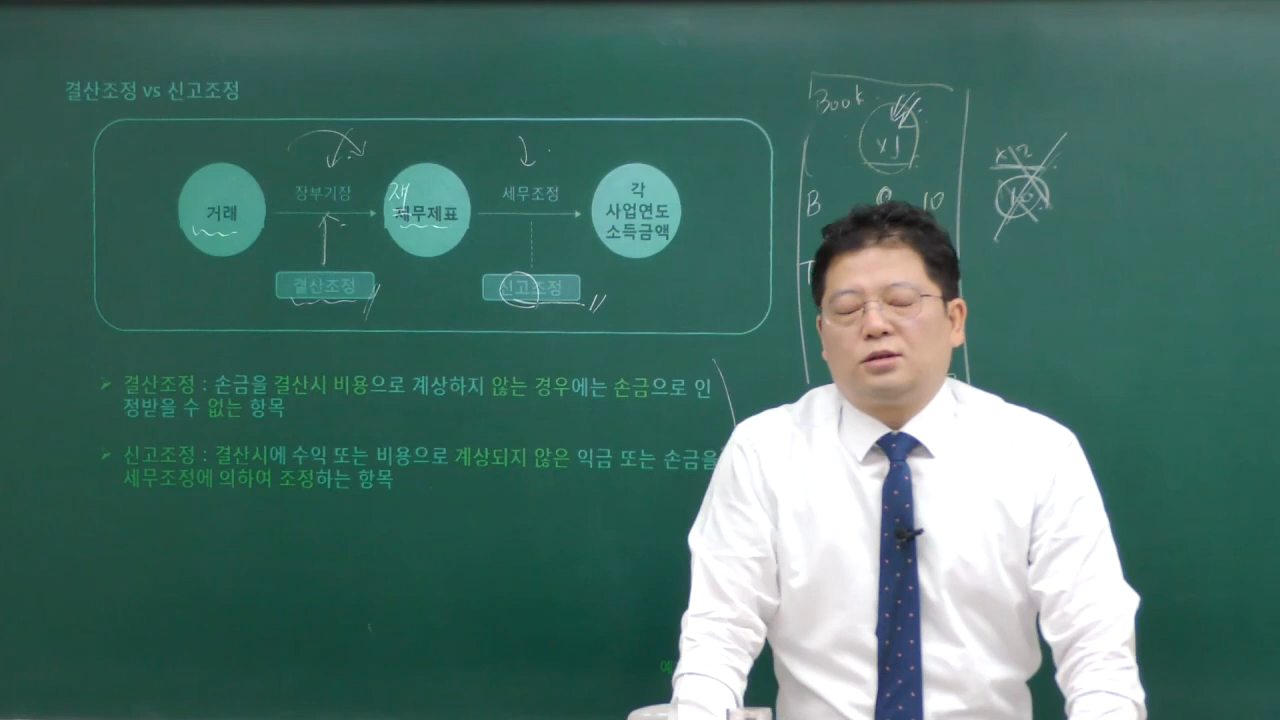 결산조정 vs 신고조정
거래
장부기장
재
재무제표
세무조정
각
사업연도
소득금액
결산조정
신고조정
➢ 결산조정 : 손금을 결산시 비용으로 계상하지 않는 경우에는 손금으로 인
정받을 수 없는 항목
➢ 신고조정 : 결산시에 수익 또는 비용으로 계상되지 않은 익금 또는 손금을
세무조정에 의하여 조정하는 항목
Book
X1
B 10